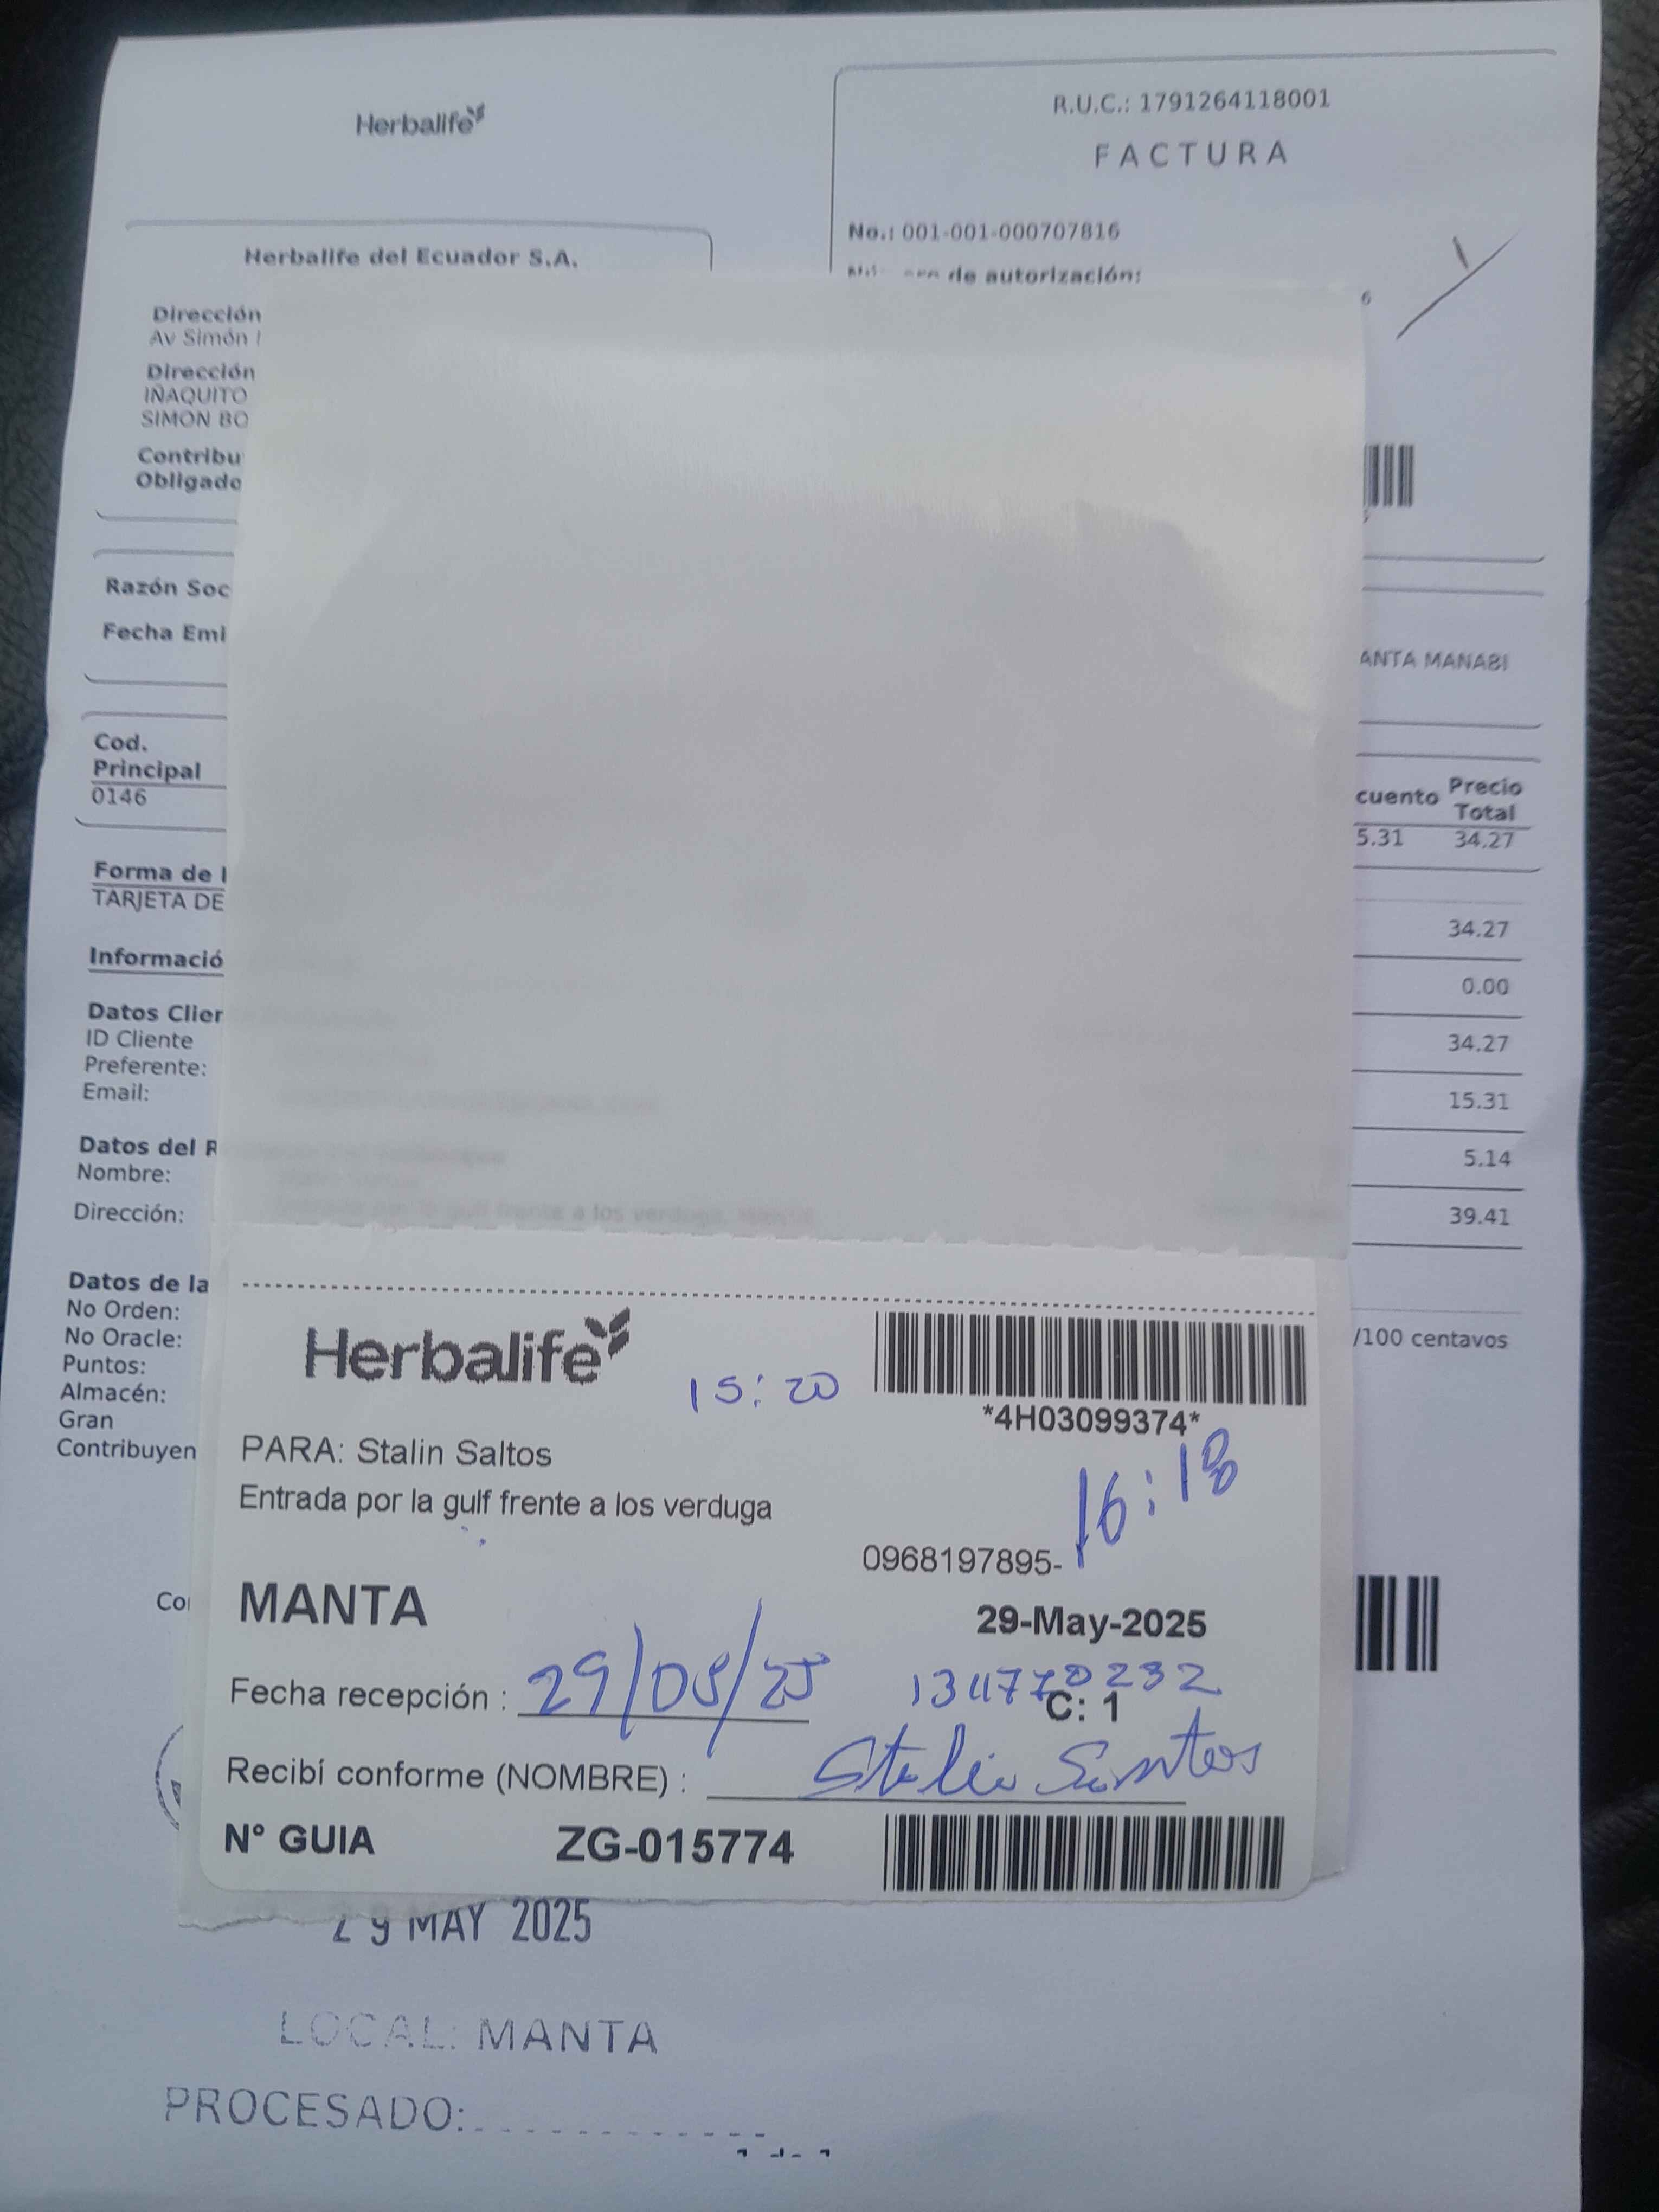 Herbalife
R.U.C.: 1791264118001
FACTURA
No.: 001-001-000707816
de autorización:
6
Herbalife del Ecuador S.A.
Dirección
Av Simón
Dirección
IÑAQUITO
SIMON BO
Contribu
Obligado
Razón Soc
Fecha Emi
ANTA MANABI
Cod.
Principal
cuento
Precio
Total
0146
5.31
34.27
Forma de
TARJETA DE
34.27
Informació
0.00
Datos Clien
ID Cliente
Preferente:
34.27
Email:
15.31
Datos del R
Nombre:
5.14
Dirección:
39.41
Datos de la
No Orden:
No Oracle:
/100 centavos
Puntos:
Almacén:
Gran
Contribuyen
Herbalife
15:20
*4H03099374*
PARA: Stalin Saltos
16:18
Entrada por la gulf frente a los verduga
0968197895-
Co
MANTA
29-May-2025
Fecha recepción : 29/05/25
C: 1
Recibí conforme (NOMBRE) : Stalin Santos
N° GUIA ZG-015774
29 MAY 2025
LOCAL: MANTA
PROCESADO: